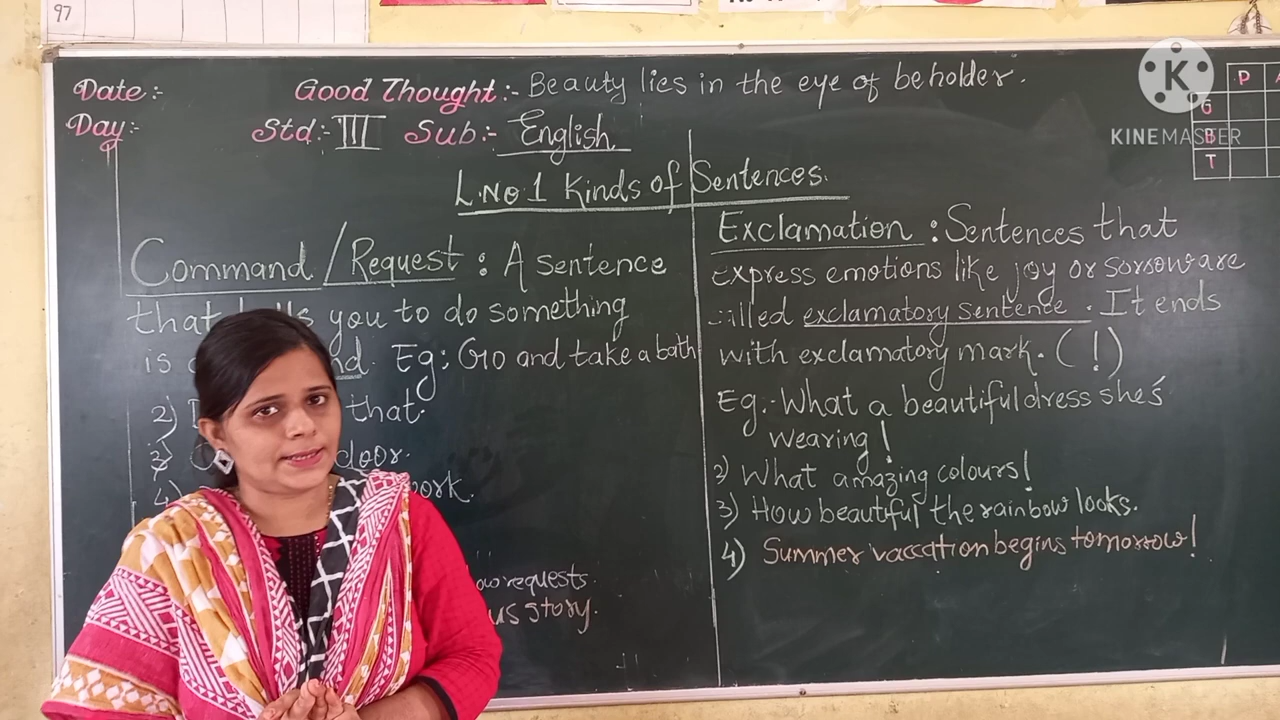 97
Date:-
Good Thought:- Beauty lies in the eye of beholder.
Day:-
Std:- III Sub:- English
L.No.1 Kinds of Sentences.
Command/Request : A sentence
that you to do something
is Eg: Go and take a bath
2) that.
3) door.
4)
requests.
us story.
Exclamation : Sentences that
express emotions like joy or sorrow are
exclamatory sentence. It ends
with exclamatory mark. (!)
Eg:- What a beautiful dress she's
wearing!
2) What amazing colours!
3) How beautiful the rainbow looks.
4) Summer vaccation begins tomorrow!
P A
G
B
T
K
KINEMASTER